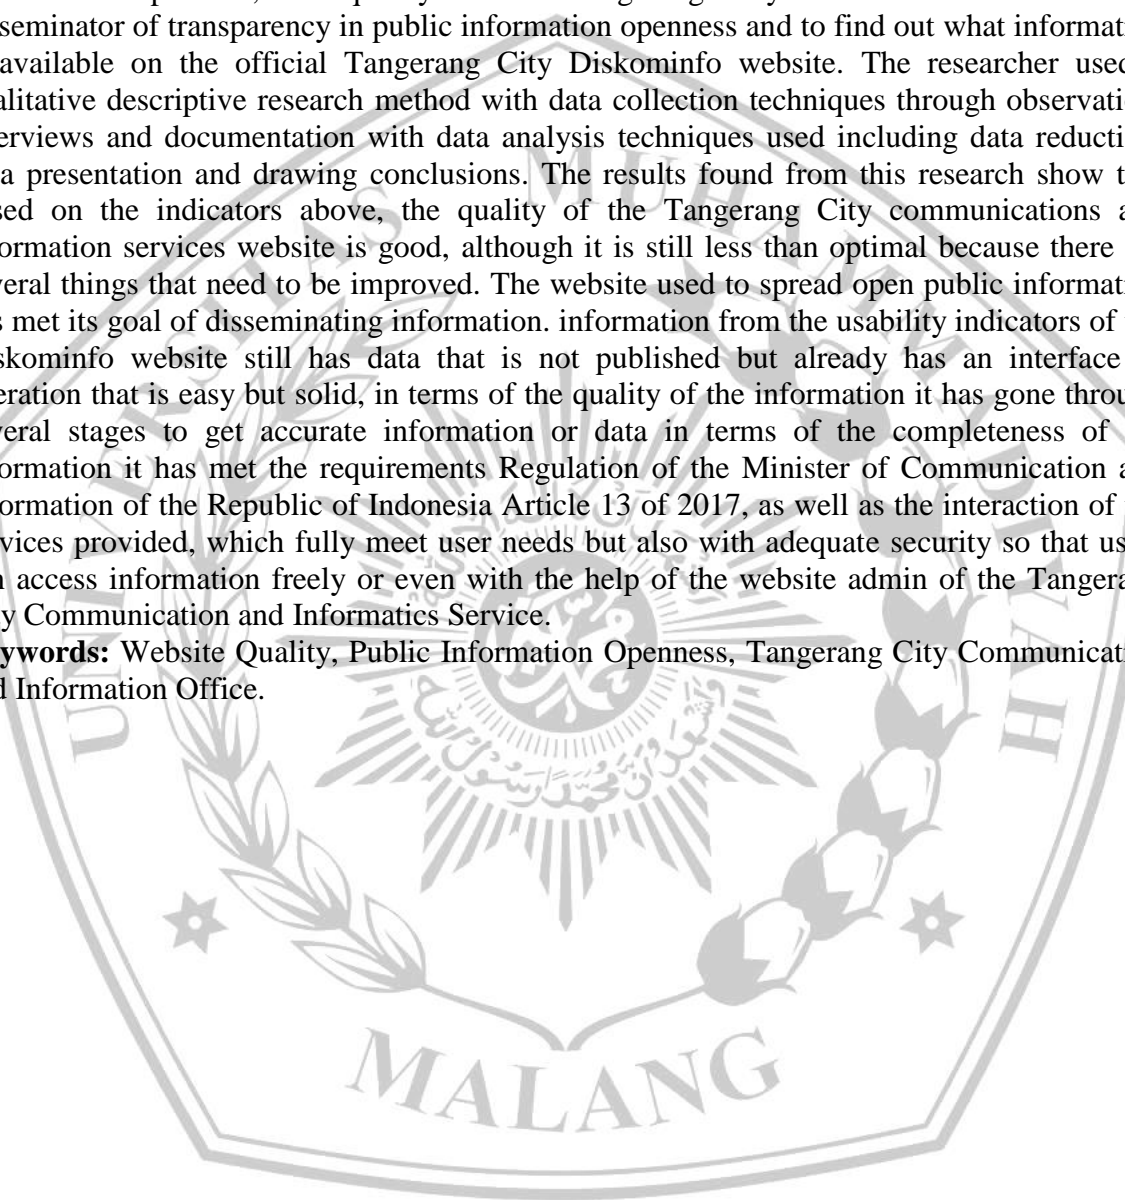 seminator of transparency in public information openness and to find out what informati
available on the official Tangerang City Diskominfo website. The researcher used
alitative descriptive research method with data collection techniques through observati
erviews and documentation with data analysis techniques used including data reducti
a presentation and drawing conclusions. The results found from this research show t
sed on the indicators above, the quality of the Tangerang City communications a
formation services website is good, although it is still less than optimal because there
veral things that need to be improved. The website used to spread open public informati
s met its goal of disseminating information. information from the usability indicators of
skominfo website still has data that is not published but already has an interface
eration that is easy but solid, in terms of the quality of the information it has gone throu
veral stages to get accurate information or data in terms of the completeness of
formation it has met the requirements Regulation of the Minister of Communication a
formation of the Republic of Indonesia Article 13 of 2017, as well as the interaction of
vices provided, which fully meet user needs but also with adequate security so that us
n access information freely or even with the help of the website admin of the Tangera
y Communication and Informatics Service.
ywords: Website Quality, Public Information Openness, Tangerang City Communicati
d Information Office.
UNIVERSITAS MUHAMMADIYAH
MALANG